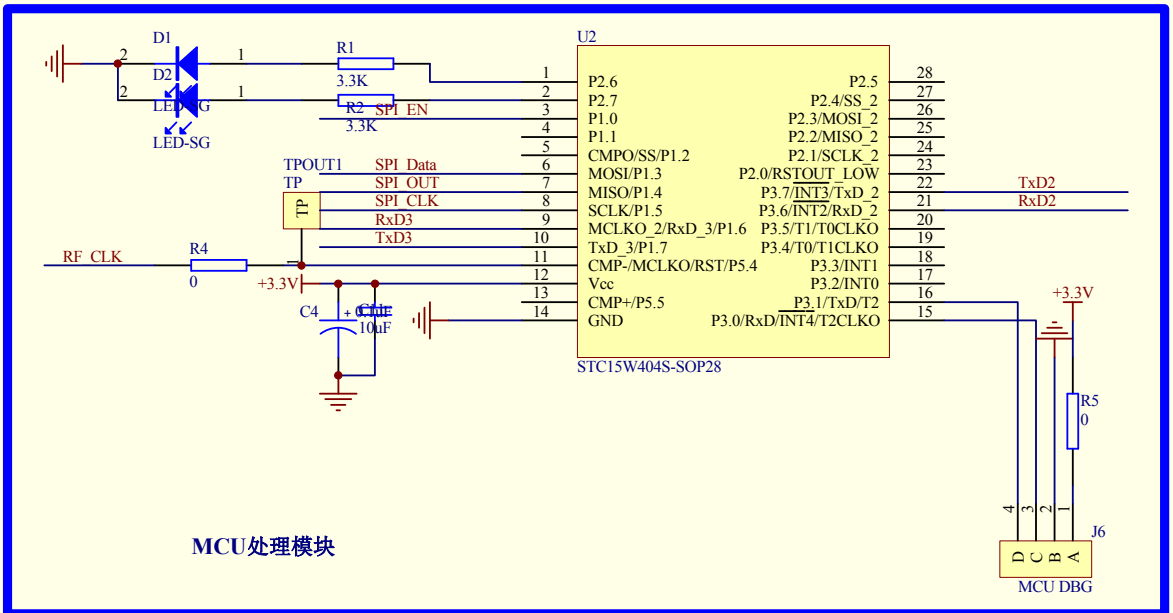 D1
2
1
R1
3.3K
D2
LED-SG
2
1
R2
3.3K
LED-SG
SPI_EN
TPOUT1
TP
TP
1
SPI_Data
SPI_OUT
SPI_CLK
RxD3
TxD3
RF_CLK
R4
0
+3.3V
C4
+
10uF
U2
1 P2.6
2 P2.7
3 P1.0
4 P1.1
5 CMPO/SS/P1.2
6 MOSI/P1.3
7 MISO/P1.4
8 SCLK/P1.5
9 MCLKO_2/RxD_3/P1.6
10 TxD_3/P1.7
11 CMP-/MCLKO/RST/P5.4
12 Vcc
13 CMP+/P5.5
14 GND
P2.5 28
P2.4/SS_2 27
P2.3/MOSI_2 26
P2.2/MISO_2 25
P2.1/SCLK_2 24
P2.0/RSTOUT_LOW 23
P3.7/INT3/TxD_2 22
P3.6/INT2/RxD_2 21
P3.5/T1/T0CLKO 20
P3.4/T0/T1CLKO 19
P3.3/INT1 18
P3.2/INT0 17
P3.1/TxD/T2 16
P3.0/RxD/INT4/T2CLKO 15
STC15W404S-SOP28
TxD2
RxD2
+3.3V
R5
0
4 3 2 1
J6
D C B A
MCU DBG
MCU处理模块